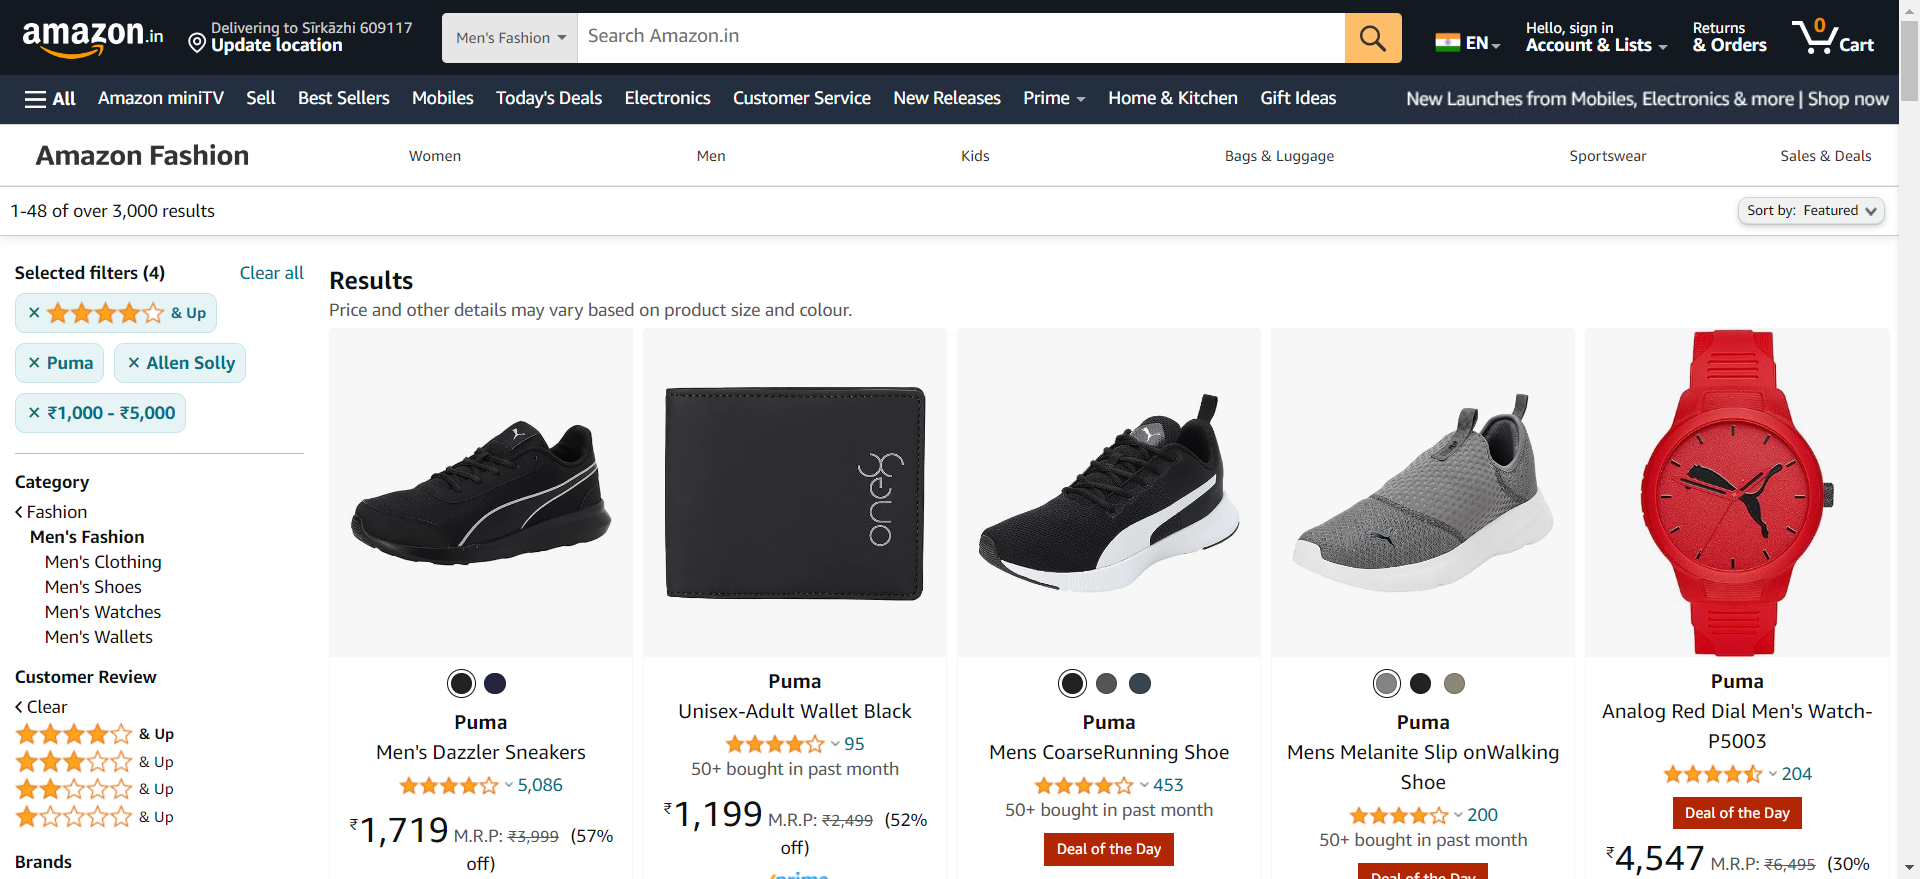 amazon.in
Delivering to Sīrkāzhi 609117
Update location
Men's Fashion
Search Amazon.in
EN
Hello, sign in
Account & Lists
Returns
& Orders
0
Cart
All
Amazon miniTV
Sell
Best Sellers
Mobiles
Today's Deals
Electronics
Customer Service
New Releases
Prime
Home & Kitchen
Gift Ideas
New Launches from Mobiles, Electronics & more | Shop now
Amazon Fashion
Women
Men
Kids
Bags & Luggage
Sportswear
Sales & Deals
1-48 of over 3,000 results
Sort by: Featured
Selected filters (4)
Clear all
& Up
Puma
Allen Solly
₹1,000 - ₹5,000
Category
Fashion
Men's Fashion
Men's Clothing
Men's Shoes
Men's Watches
Men's Wallets
Customer Review
Clear
& Up
& Up
& Up
& Up
Brands
Results
Price and other details may vary based on product size and colour.
Puma
Men's Dazzler Sneakers
5,086
₹1,719 M.R.P: ₹3,999 (57%
off)
Puma
Unisex-Adult Wallet Black
95
50+ bought in past month
₹1,199 M.R.P: ₹2,499 (52%
off)
prime
Puma
Mens CoarseRunning Shoe
453
50+ bought in past month
Deal of the Day
Puma
Mens Melanite Slip onWalking
Shoe
200
50+ bought in past month
Deal of the Day
Puma
Analog Red Dial Men's Watch-
P5003
204
Deal of the Day
₹4,547 M.R.P: ₹6,495 (30%